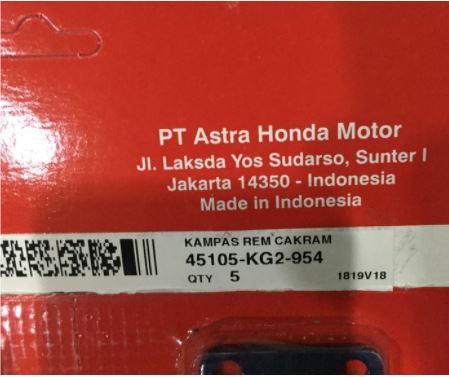 PT Astra Honda Motor
Jl. Laksda Yos Sudarso, Sunter I
Jakarta 14350 - Indonesia
Made in Indonesia
KAMPAS REM CAKRAM
45105-KG2-954
QTY 5 1819V18